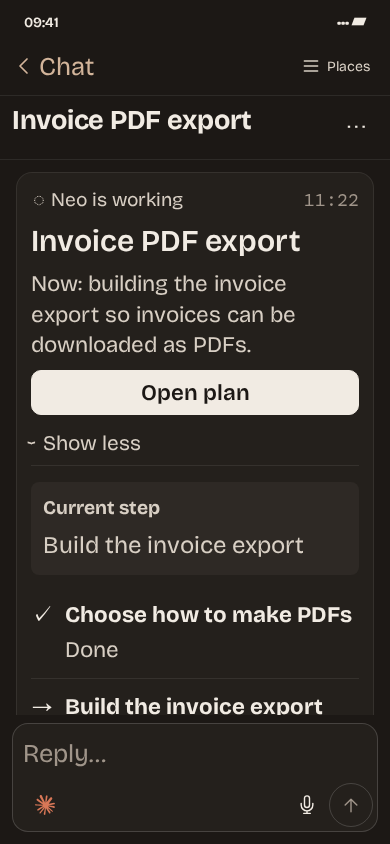 09:41
Chat
Places
Invoice PDF export
...
Neo is working
11:22
Invoice PDF export
Now: building the invoice
export so invoices can be
downloaded as PDFs.
Open plan
Show less
Current step
Build the invoice export
✓ Choose how to make PDFs
Done
→ Build the invoice export
Reply...